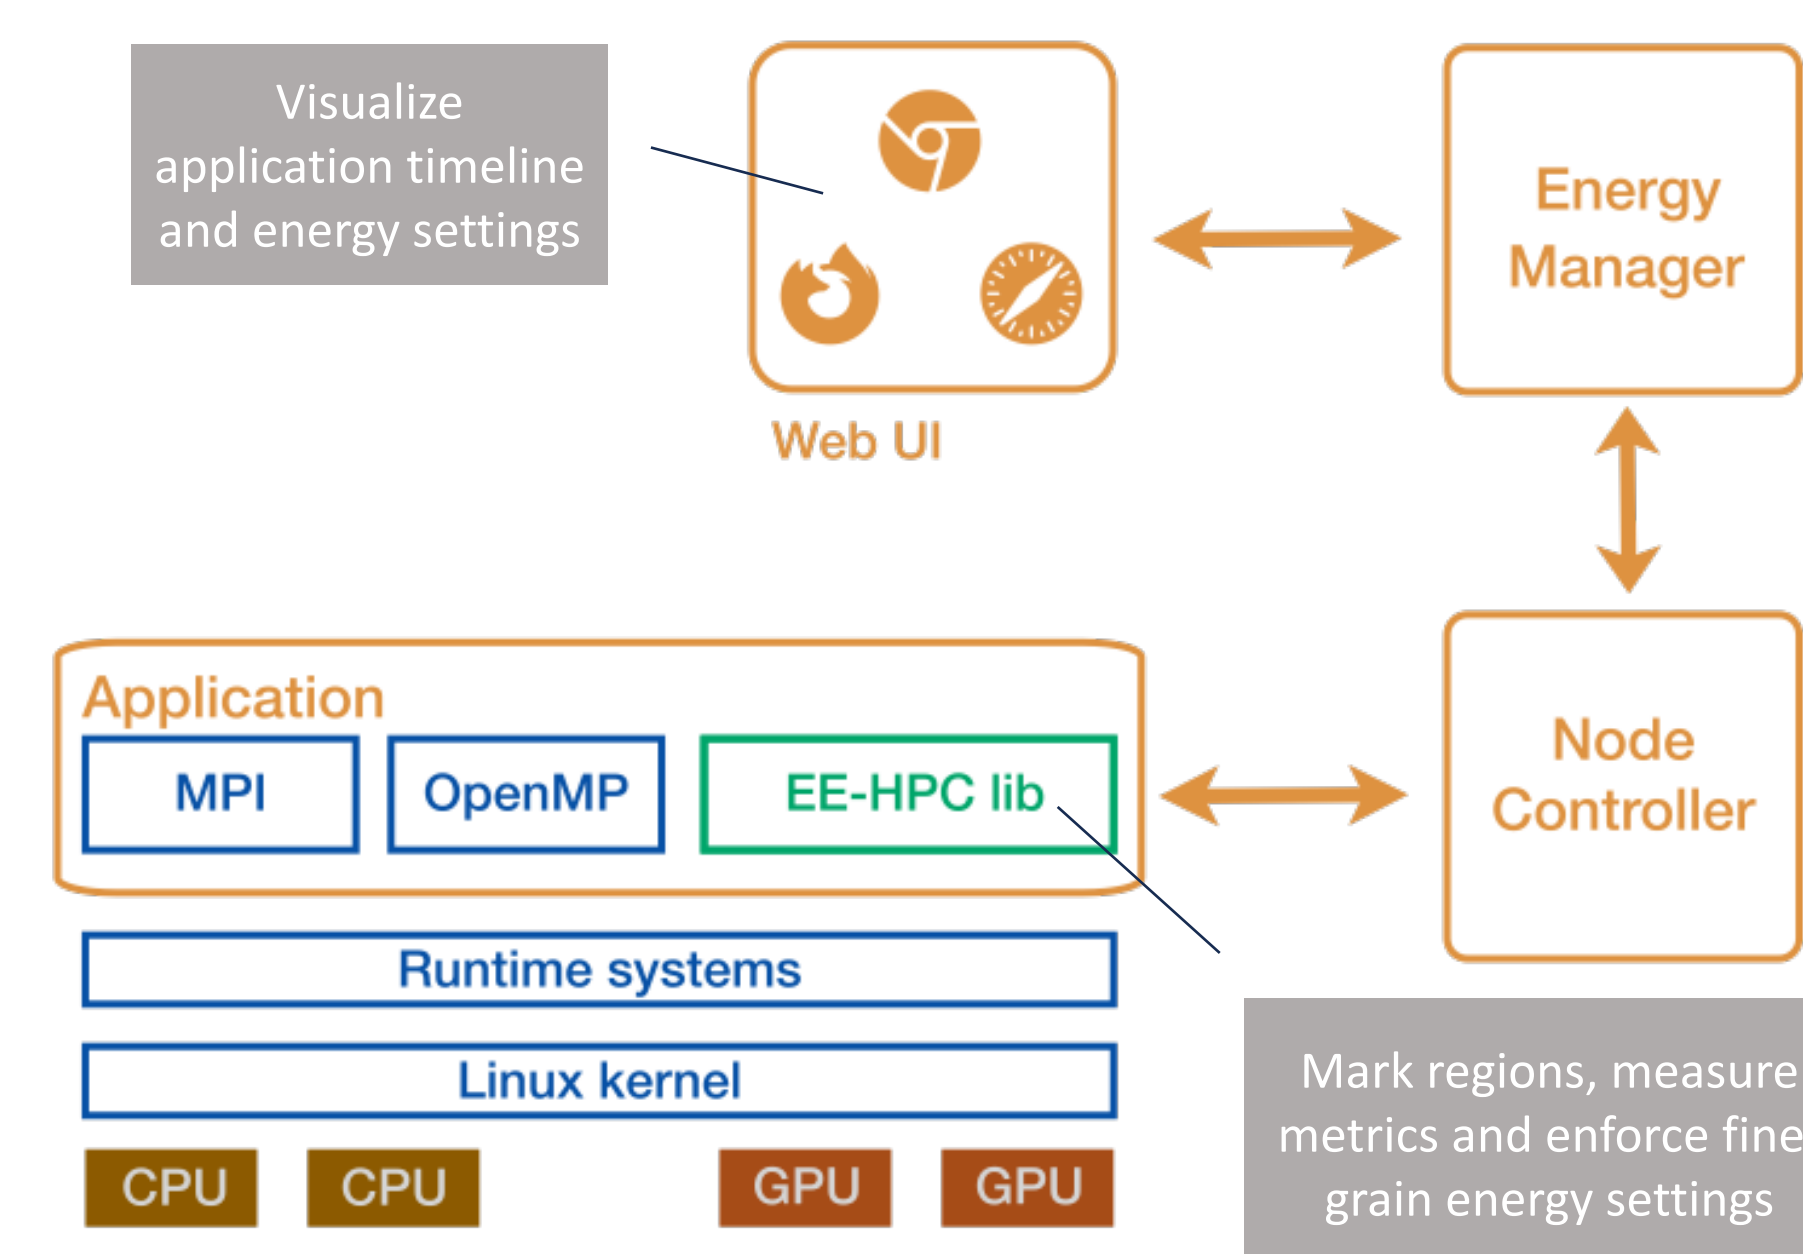 Visualize
application timeline
and energy settings
Energy
Manager
Web UI
Application
MPI
OpenMP
EE-HPC lib
Node
Controller
Runtime systems
Linux kernel
Mark regions, measure
metrics and enforce fine
grain energy settings
CPU
CPU
GPU
GPU